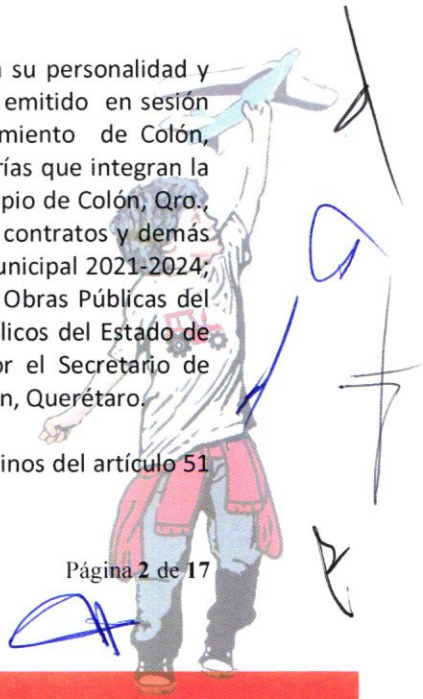 su personalidad y
emitido en sesión
miento de Colón,
rías que integran la
pio de Colón, Qro.,
contratos y demás
unicipal 2021-2024;
Obras Públicas del
licos del Estado de
or el Secretario de
n, Querétaro.
inos del artículo 51
Página 2 de 17